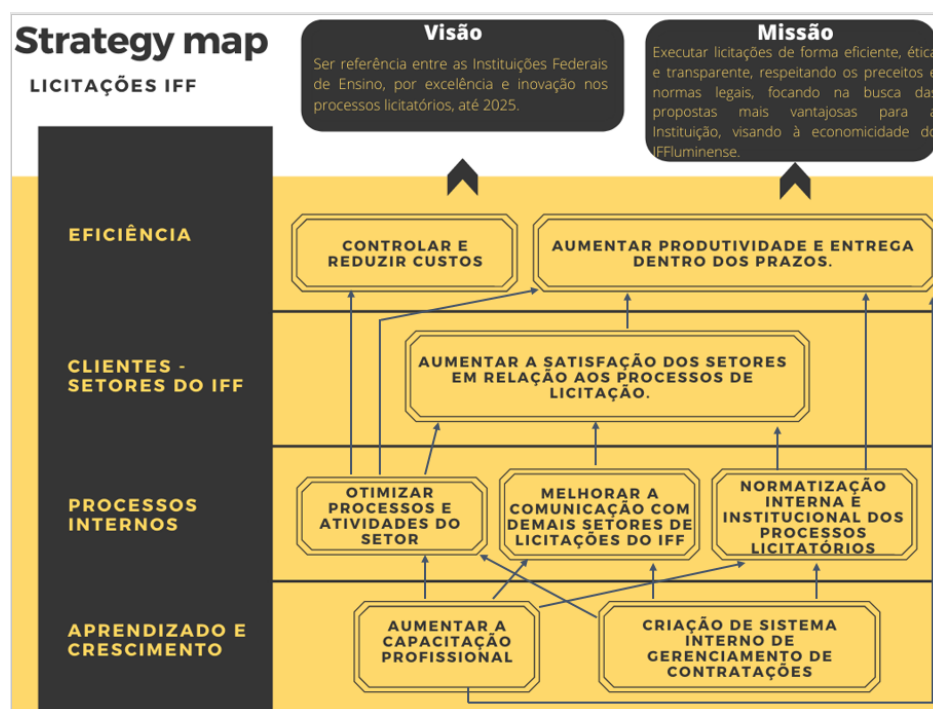 Strategy map
LICITAÇÕES IFF
Visão
Ser referência entre as Instituições Federais
de Ensino, por excelência e inovação nos
processos licitatórios, até 2025.
Missão
Executar licitações de forma eficiente, ética
e transparente, respeitando os preceitos e
normas legais, focando na busca das
propostas mais vantajosas para a
Instituição, visando à economicidade do
IFFluminense.
EFICIÊNCIA
CONTROLAR E
REDUZIR CUSTOS
AUMENTAR PRODUTIVIDADE E ENTREGA
DENTRO DOS PRAZOS.
CLIENTES -
SETORES DO IFF
AUMENTAR A SATISFAÇÃO DOS SETORES
EM RELAÇÃO AOS PROCESSOS DE
LICITAÇÃO.
PROCESSOS
INTERNOS
OTIMIZAR
PROCESSOS E
ATIVIDADES DO
SETOR
MELHORAR A
COMUNICAÇÃO COM
DEMAIS SETORES DE
LICITAÇÕES DO IFF
NORMATIZAÇÃO
INTERNA E
INSTITUCIONAL DOS
PROCESSOS
LICITATÓRIOS
APRENDIZADO E
CRESCIMENTO
AUMENTAR A
CAPACITAÇÃO
PROFISSIONAL
CRIAÇÃO DE SISTEMA
INTERNO DE
GERENCIAMENTO DE
CONTRATAÇÕES